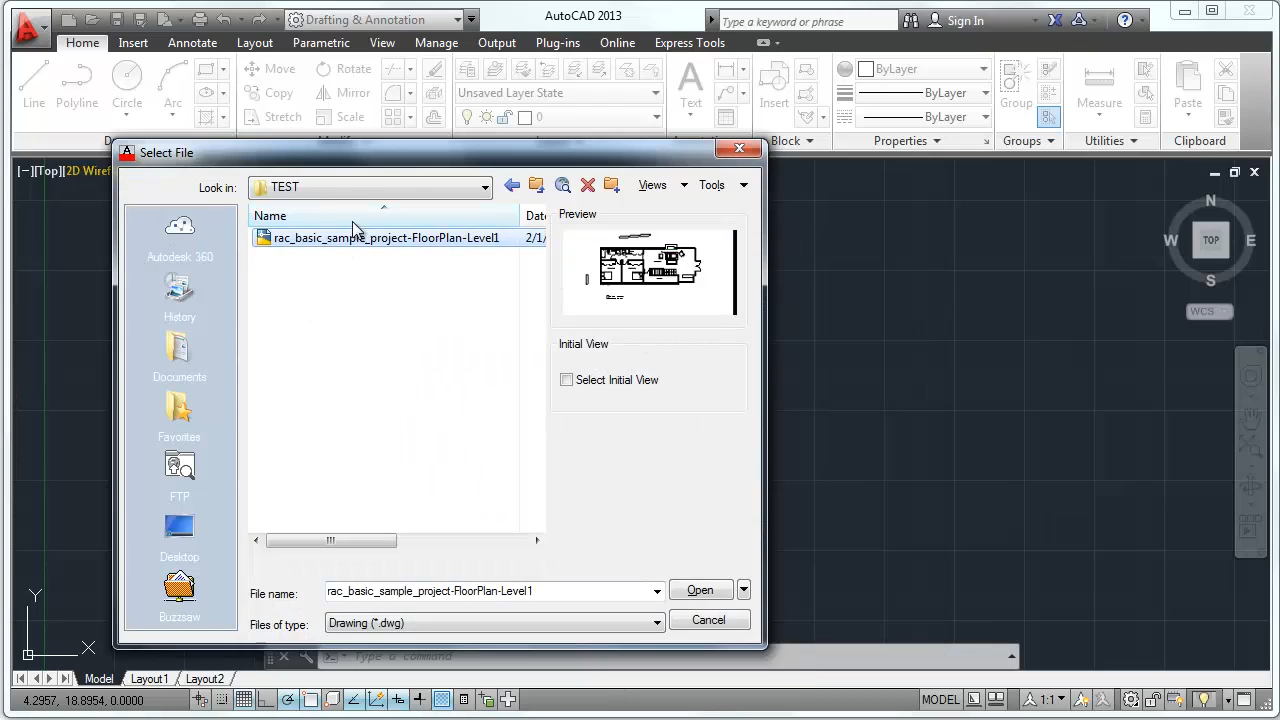 Drafting & Annotation
AutoCAD 2013
Type a keyword or phrase
Sign In
?
Home Insert Annotate Layout Parametric View Manage Output Plug-ins Online Express Tools
Line Polyline Circle Arc
Move Rotate
Copy Mirror
Stretch Scale
Unsaved Layer State
0
Text
Insert
ByLayer
ByLayer
ByLayer
Group
Measure
Paste
Block Properties Groups Utilities Clipboard
Select File
[−][Top][2D Wiref
Look in: TEST Views Tools
Name Date
rac_basic_sample_project-FloorPlan-Level1 2/1/
Preview
Initial View
Select Initial View
Autodesk 360
History
Documents
Favorites
FTP
Desktop
Buzzsaw
File name: rac_basic_sample_project-FloorPlan-Level1 Open
Files of type: Drawing (*.dwg) Cancel
N
W TOP E
S
WCS
Y
X
Type a command
Model Layout1 Layout2
4.2957, 18.8954, 0.0000
MODEL 1:1